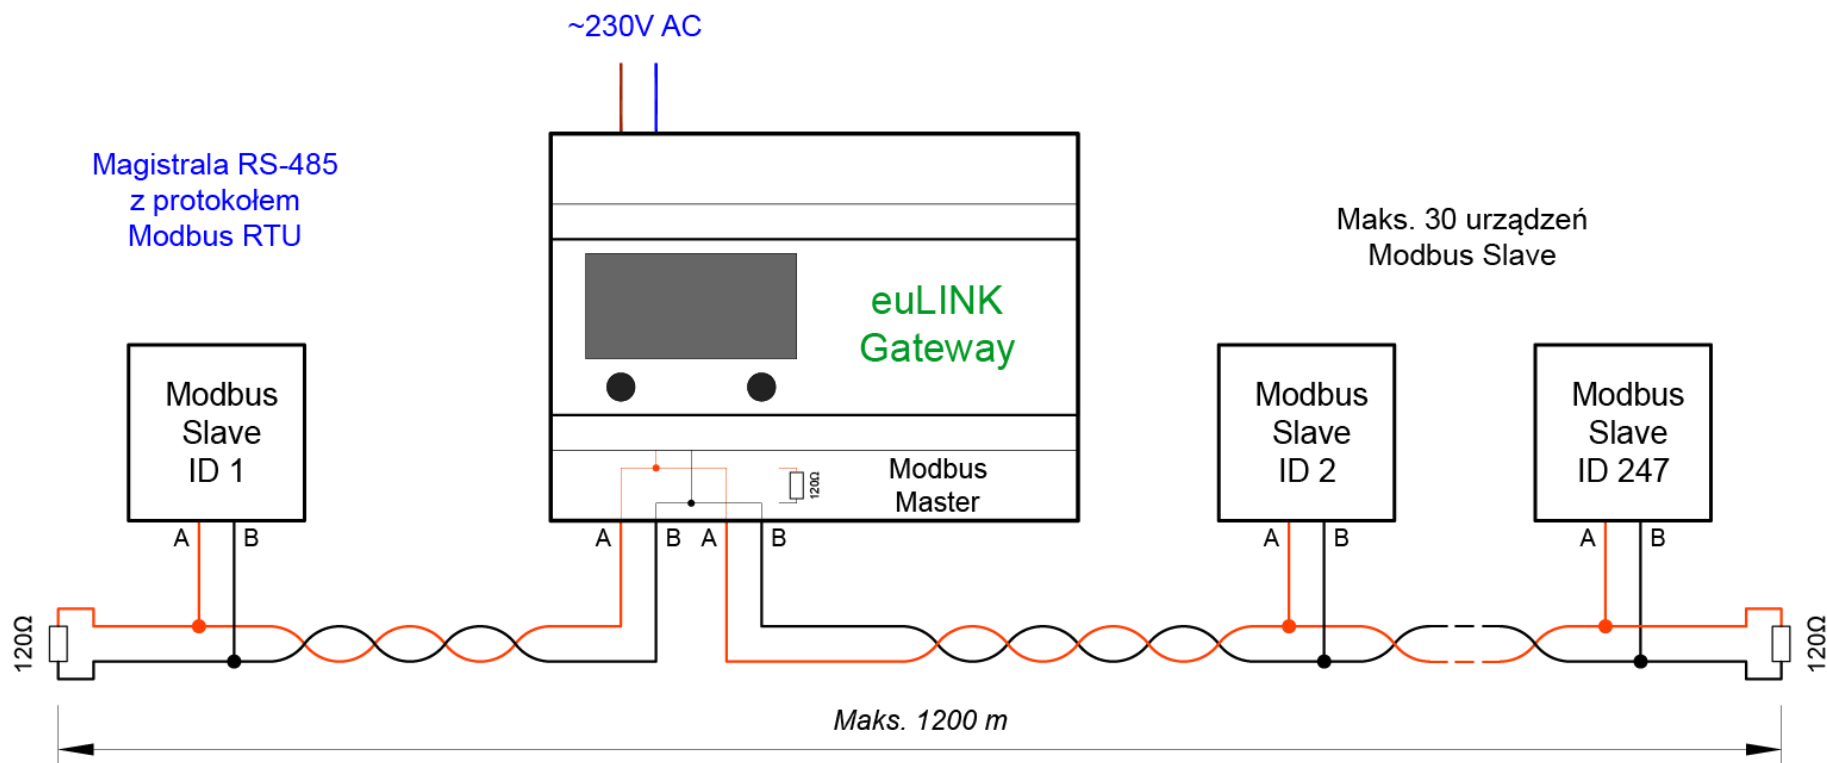 ~230V AC
Magistrala RS-485
z protokołem
Modbus RTU
Maks. 30 urządzeń
Modbus Slave
euLINK
Gateway
Modbus
Slave
ID 1
Modbus
Slave
ID 2
Modbus
Slave
ID 247
120Ω
Modbus
Master
A
B
A
B
A
B
A
B
A
B
120Ω
120Ω
Maks. 1200 m